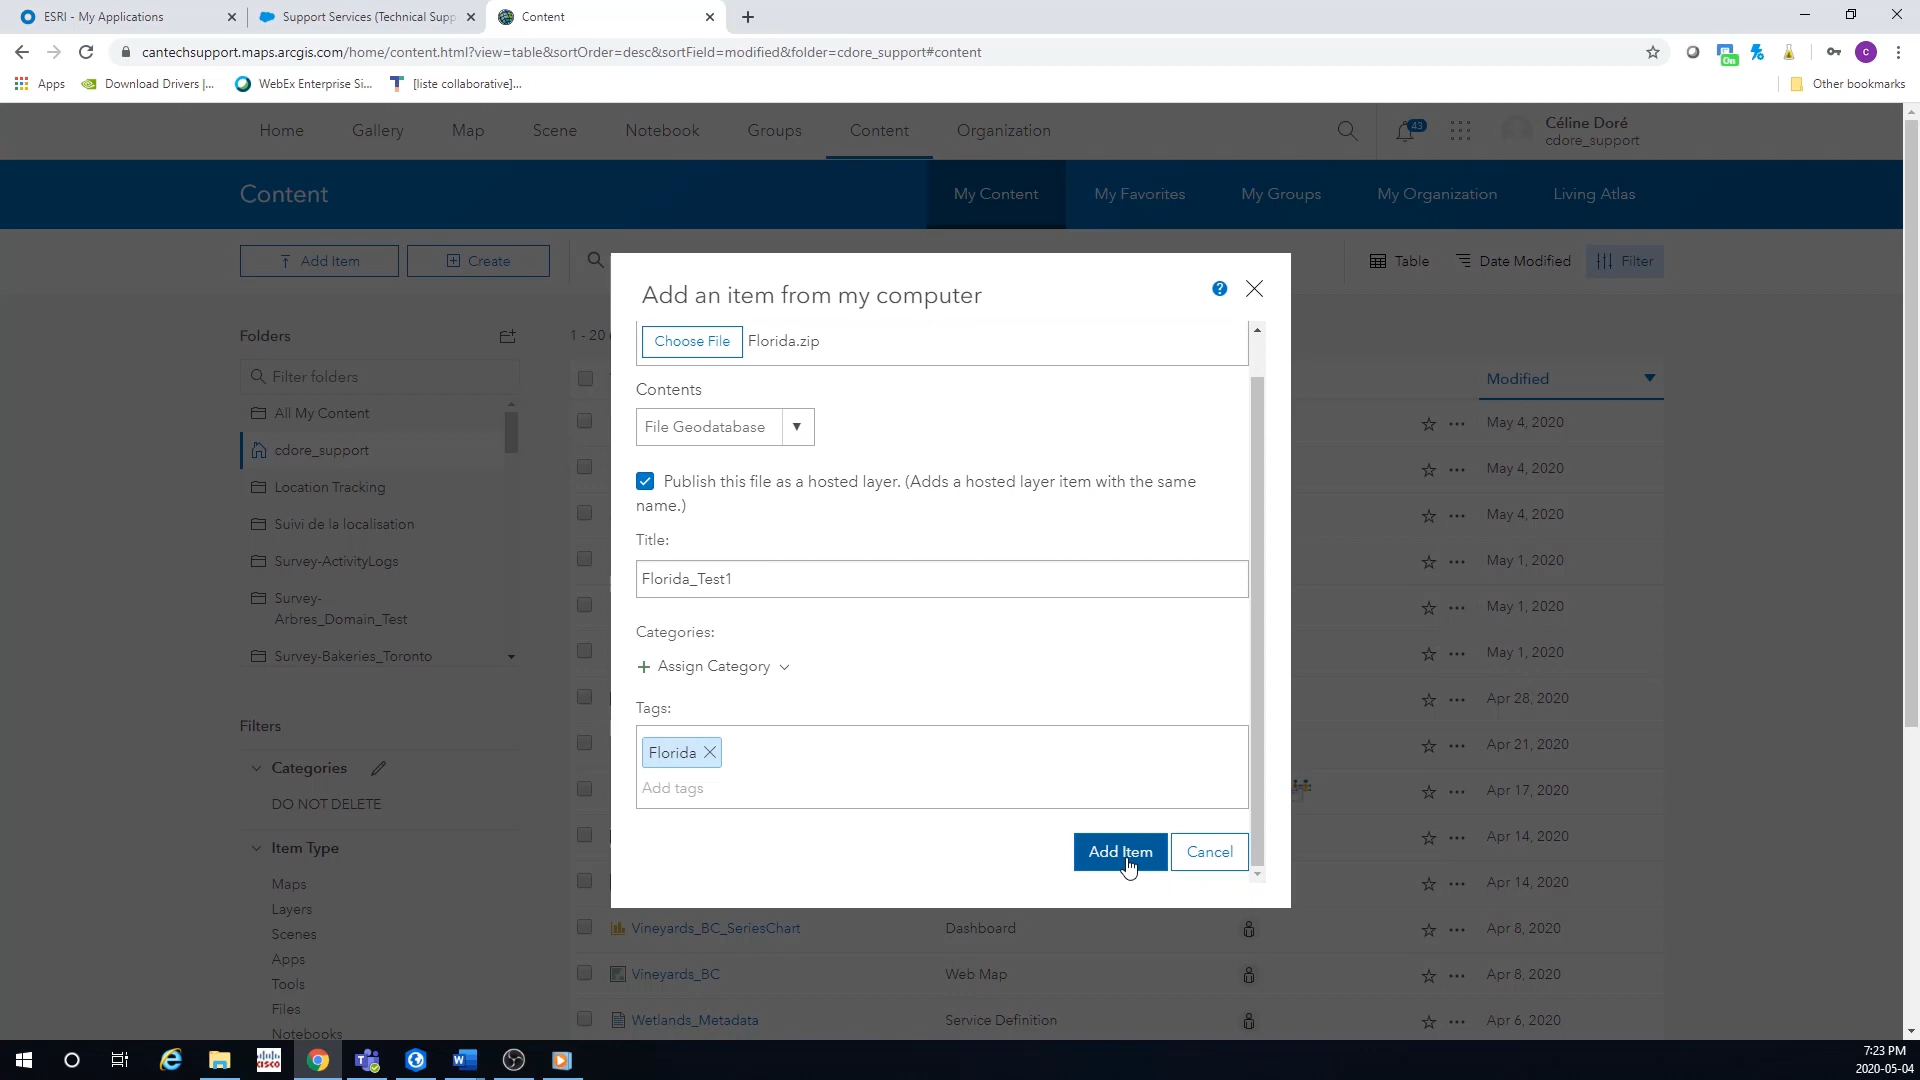 ESRI - My Applications
Support Services (Technical Supp
Content
cantechsupport.maps.arcgis.com/home/content.html?view=table&sortOrder=desc&sortField=modified&folder=cdore_support#content
On
C
Apps
Download Drivers |...
WebEx Enterprise Si...
[liste collaborative]...
Other bookmarks
Home
Gallery
Map
Scene
Notebook
Groups
Content
Organization
43
Céline Doré
cdore_support
Content
My Content
My Favorites
My Groups
My Organization
Living Atlas
Add Item
Create
Table
Date Modified
Filter
Add an item from my computer
Choose File Florida.zip
Contents
File Geodatabase
Publish this file as a hosted layer. (Adds a hosted layer item with the same
name.)
Title:
Florida_Test1
Categories:
Assign Category
Tags:
Florida
Add tags
Add Item
Cancel
Folders
1 - 20
Filter folders
All My Content
cdore_support
Location Tracking
Suivi de la localisation
Survey-ActivityLogs
Survey-
Arbres_Domain_Test
Survey-Bakeries_Toronto
Filters
Categories
DO NOT DELETE
Item Type
Maps
Layers
Scenes
Apps
Tools
Files
Notebooks
Modified
May 4, 2020
May 4, 2020
May 4, 2020
May 1, 2020
May 1, 2020
May 1, 2020
Apr 28, 2020
Apr 21, 2020
Apr 17, 2020
Apr 14, 2020
Apr 14, 2020
Vineyards_BC_SeriesChart Dashboard Apr 8, 2020
Vineyards_BC Web Map Apr 8, 2020
Wetlands_Metadata Service Definition Apr 6, 2020
7:23 PM
2020-05-04